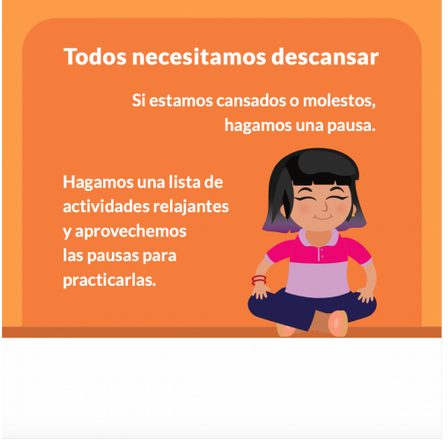 Todos necesitamos descansar
Si estamos cansados o molestos,
hagamos una pausa.
Hagamos una lista de
actividades relajantes
y aprovechemos
las pausas para
practicarlas.